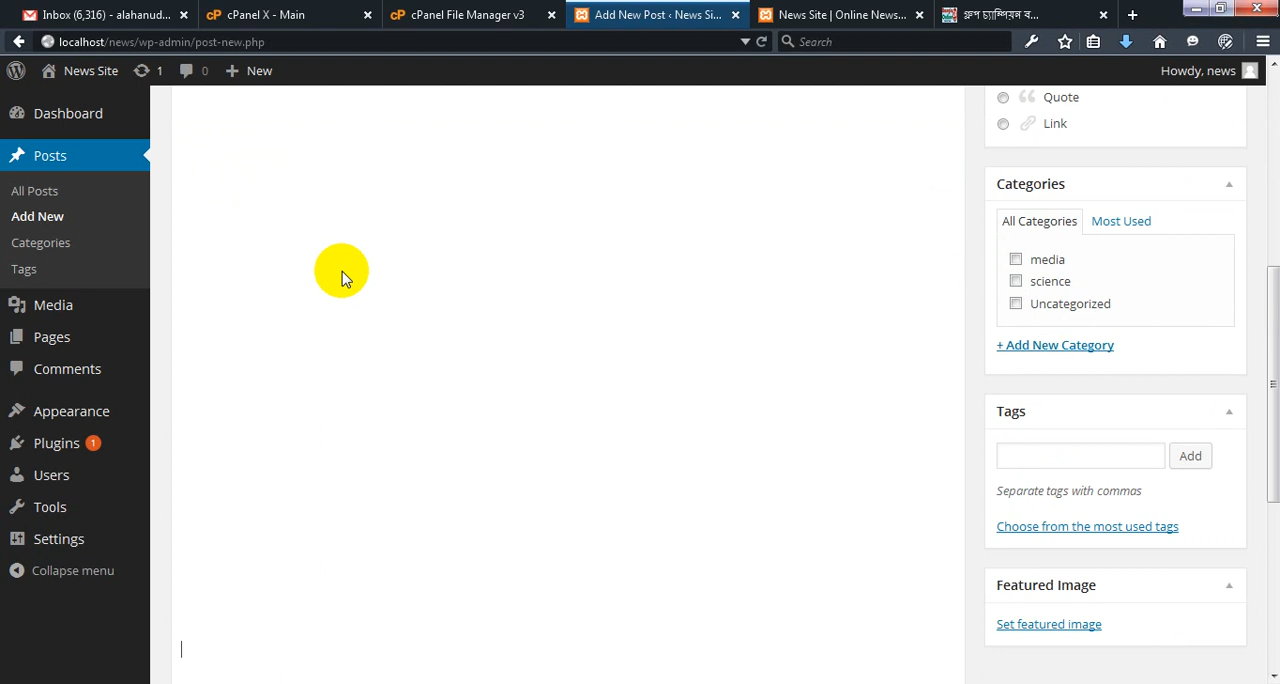 Inbox (6,316) - alahanud...
cPanel X - Main
cPanel File Manager v3
Add New Post ‹ News Si...
News Site | Online News...
গ্রুপ চ্যাম্পিয়ন ব...
localhost/news/wp-admin/post-new.php
Search
News Site
1
0
New
Howdy, news
Dashboard
Posts
All Posts
Add New
Categories
Tags
Media
Pages
Comments
Appearance
Plugins 1
Users
Tools
Settings
Collapse menu
Quote
Link
Categories
All Categories
Most Used
media
science
Uncategorized
+ Add New Category
Tags
Add
Separate tags with commas
Choose from the most used tags
Featured Image
Set featured image